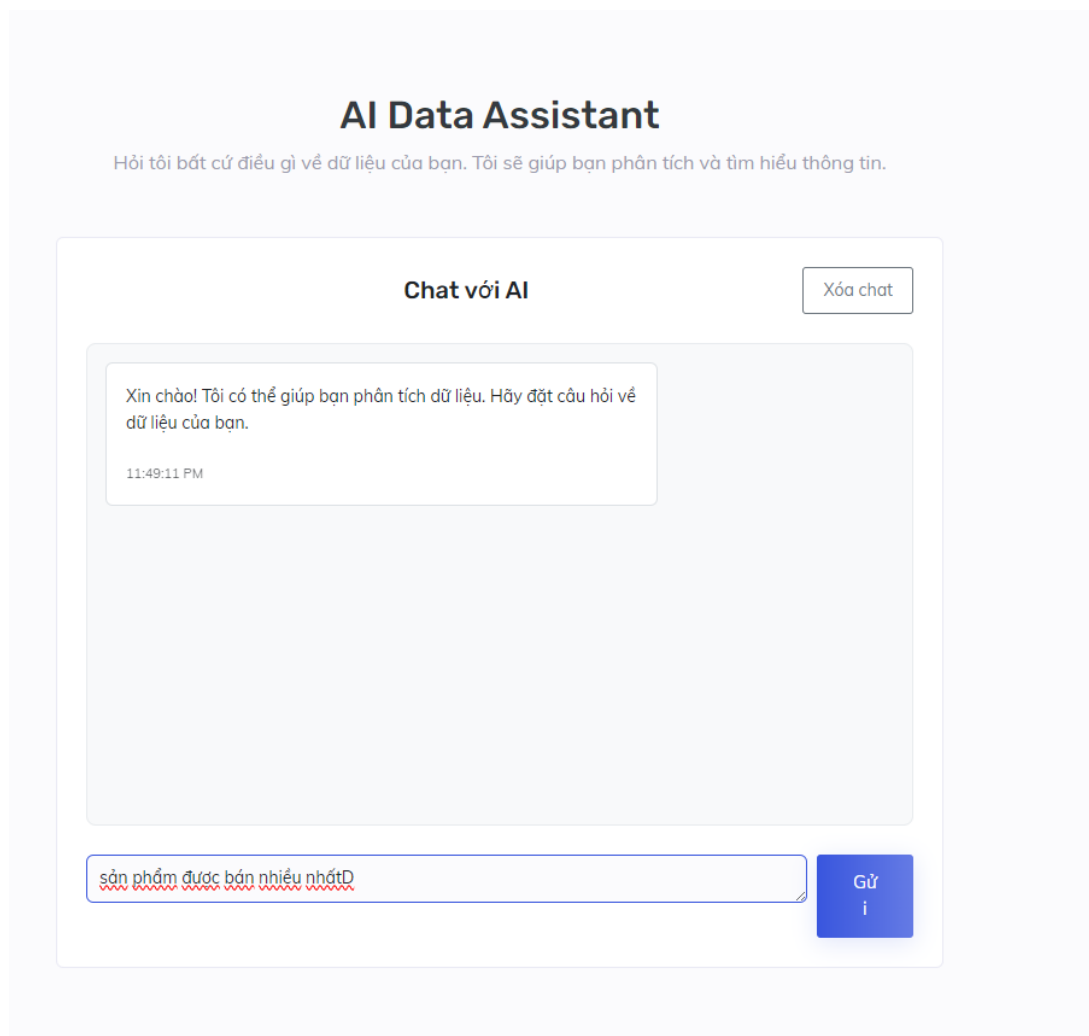 AI Data Assistant
Hỏi tôi bất cứ điều gì về dữ liệu của bạn. Tôi sẽ giúp bạn phân tích và tìm hiểu thông tin.
Chat với AI
Xóa chat
Xin chào! Tôi có thể giúp bạn phân tích dữ liệu. Hãy đặt câu hỏi về
dữ liệu của bạn.
11:49:11 PM
sản phẩm được bán nhiều nhấtD
Gử
i